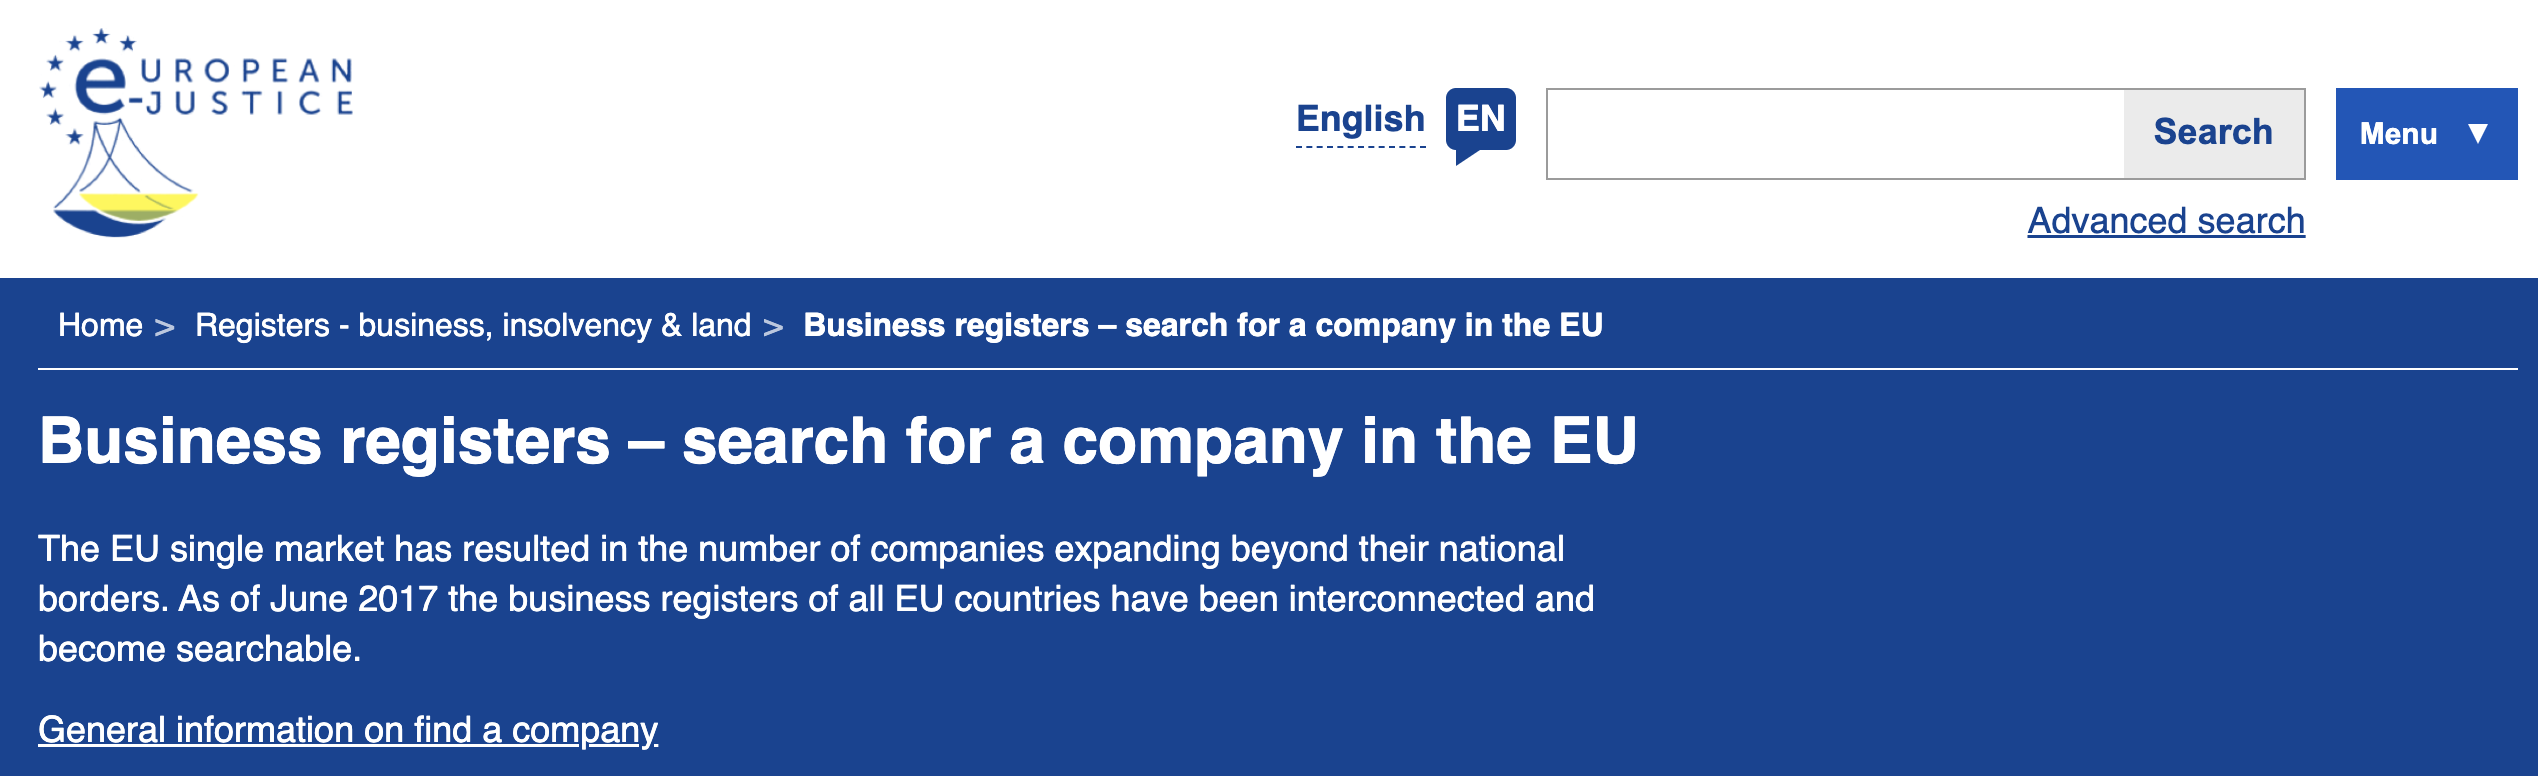 EUROPEAN
e-JUSTICE
English EN Search Menu ▼
Advanced search
Home > Registers - business, insolvency & land > Business registers – search for a company in the EU
Business registers – search for a company in the EU
The EU single market has resulted in the number of companies expanding beyond their national
borders. As of June 2017 the business registers of all EU countries have been interconnected and
become searchable.
General information on find a company